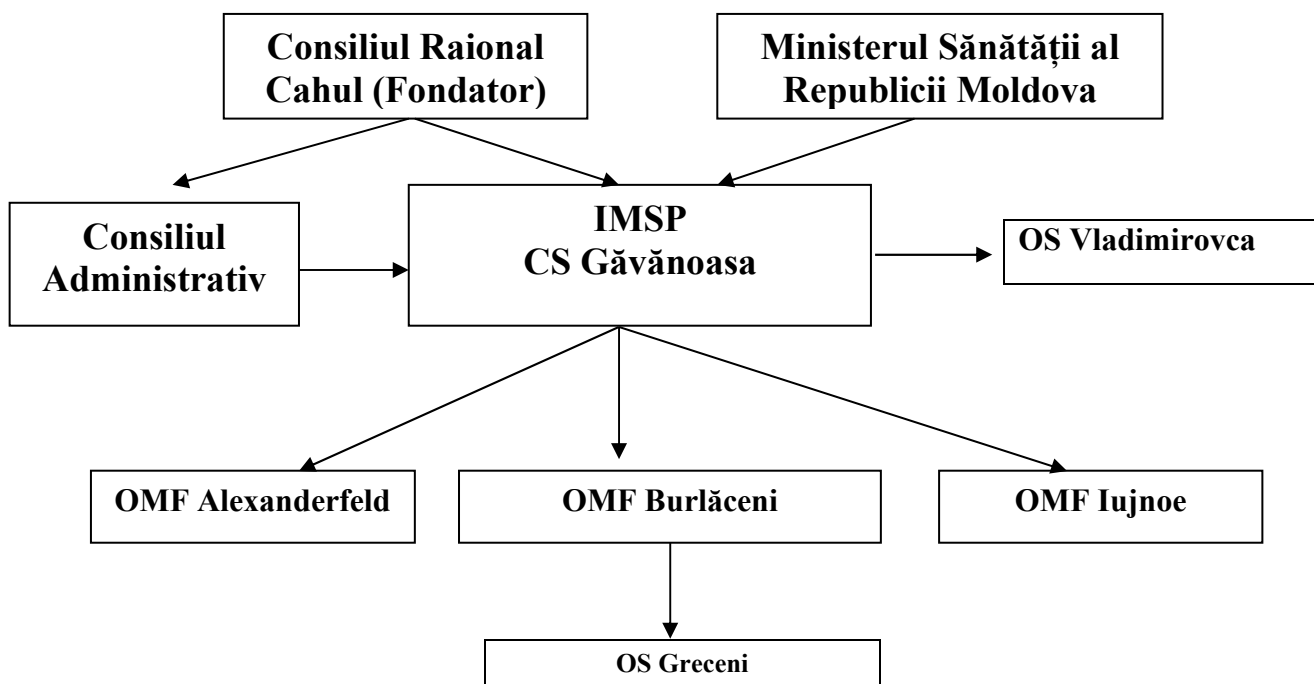 Consiliul Raional
Cahul (Fondator)
Ministerul Sănătății al
Republicii Moldova
Consiliul
Administrativ
IMSP
CS Găvănoasa
OS Vladimirovca
OMF Alexanderfeld
OMF Burlăceni
OMF Iujnoe
OS Greceni